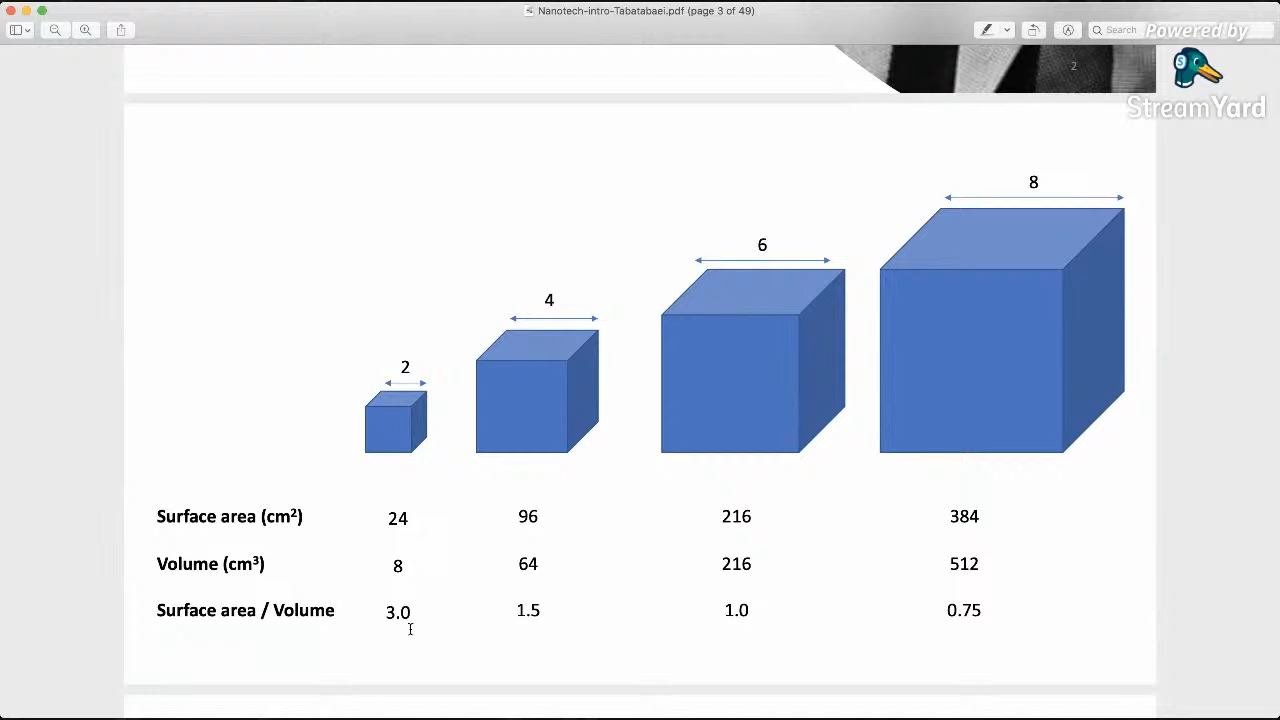 Nanotech-intro-Tabatabaei.pdf (page 3 of 49)
Search
Powered by
StreamYard
S
2
8
6
4
2
Surface area (cm²) 24 96 216 384
Volume (cm³) 8 64 216 512
Surface area / Volume 3.0 1.5 1.0 0.75